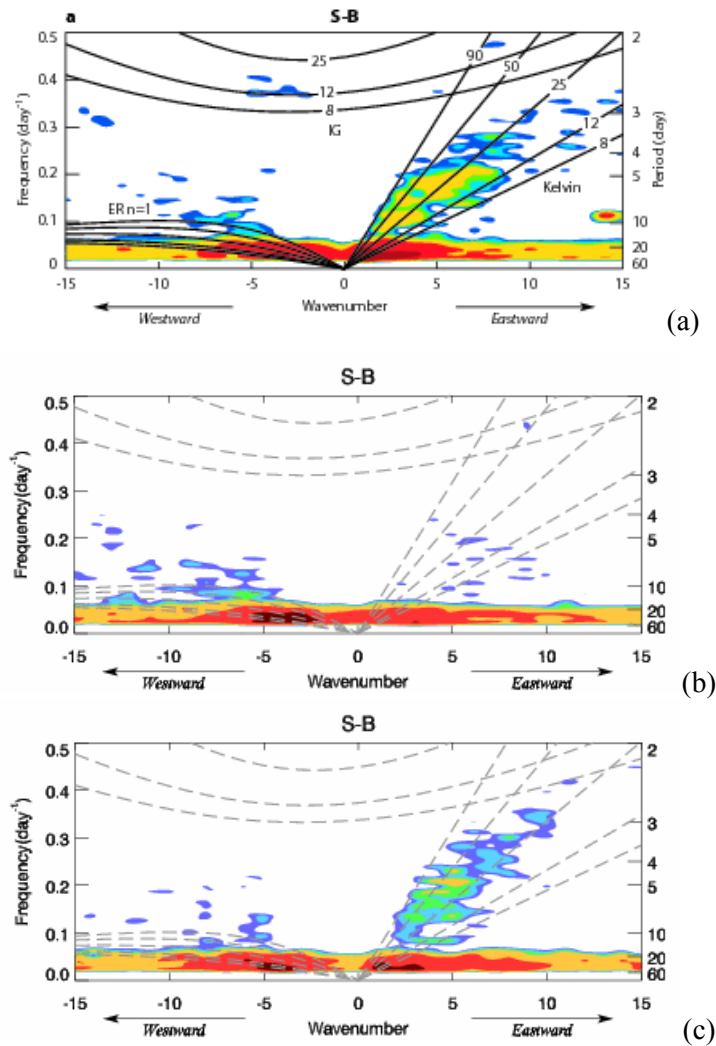 a
S-B
0.5
0.4
0.3
0.2
0.1
0
Frequency (day⁻¹)
25
12
8
IG
ER n=1
90
50
25
12
8
Kelvin
2
3
4
5
10
20
60
Period (day)
-15 -10 -5 0 5 10 15
Westward Wavenumber Eastward
(a)
S-B
0.5
0.4
0.3
0.2
0.1
0.0
Frequency(day⁻¹)
2
3
4
5
10
20
60
-15 -10 -5 0 5 10 15
Westward Wavenumber Eastward
(b)
S-B
0.5
0.4
0.3
0.2
0.1
0.0
Frequency(day⁻¹)
2
3
4
5
10
20
60
-15 -10 -5 0 5 10 15
Westward Wavenumber Eastward
(c)